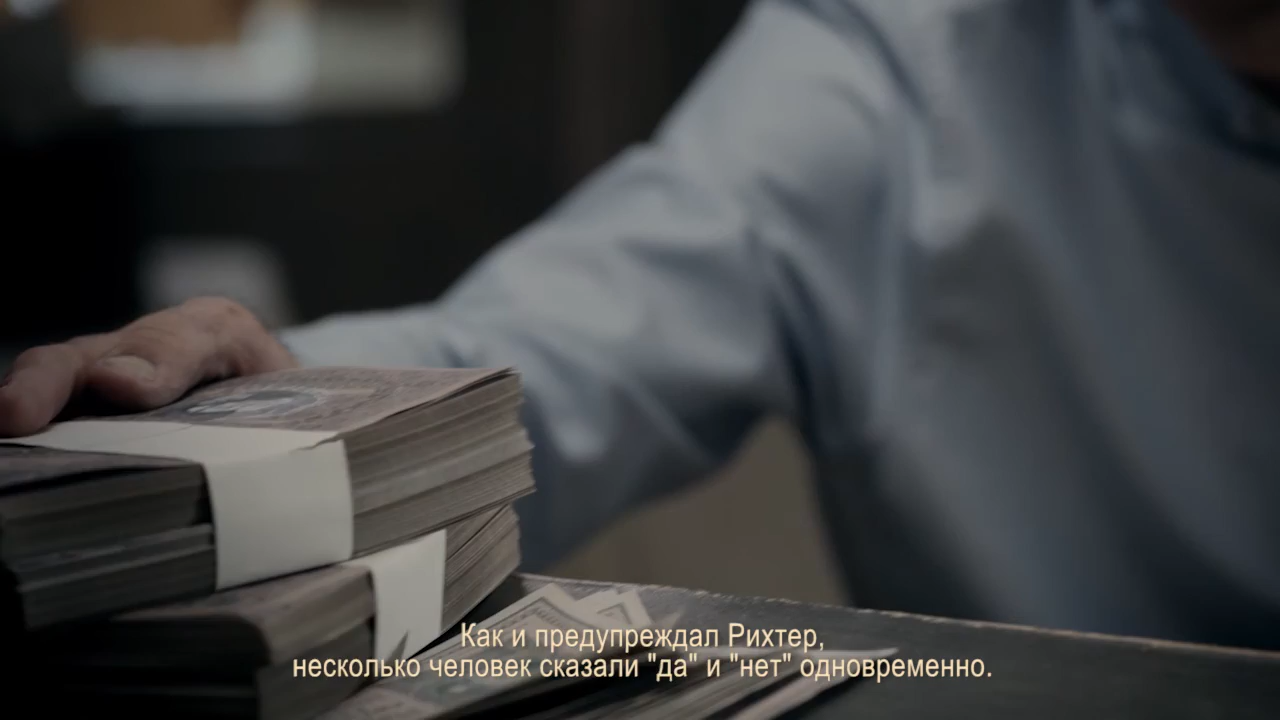 Как и предупреждал Рихтер,
несколько человек сказали "да" и "нет" одновременно.